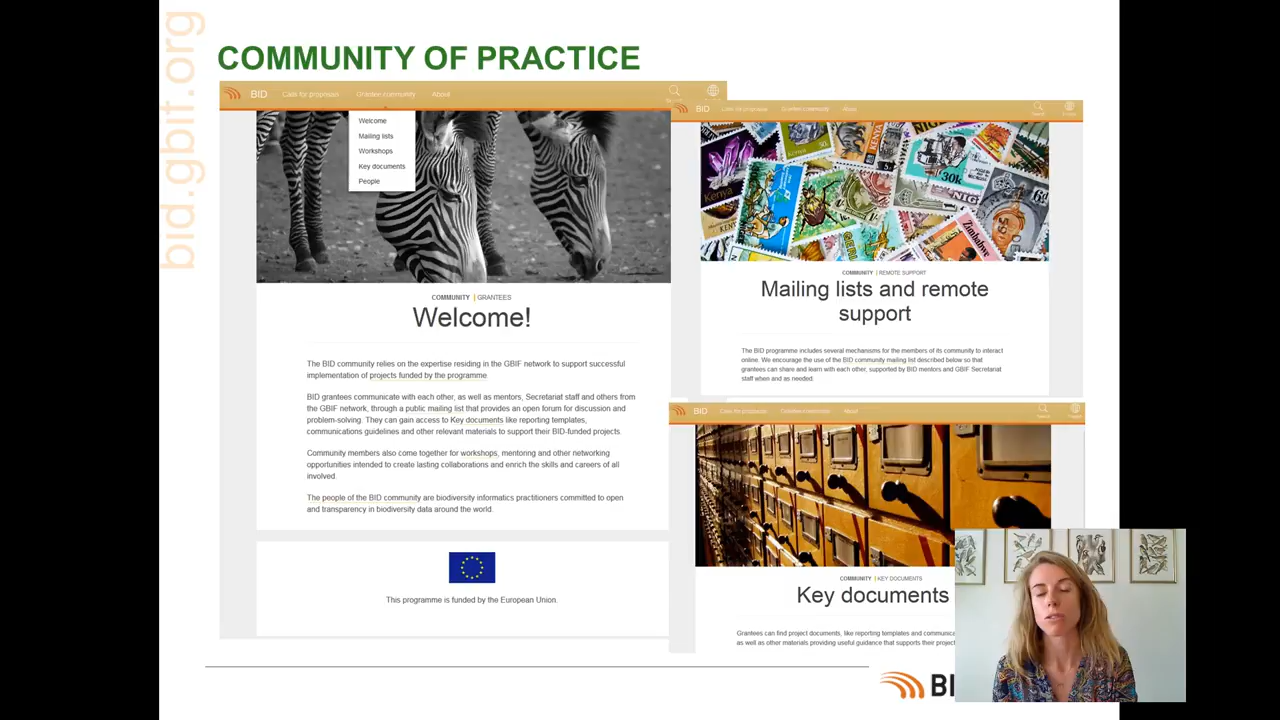 bid.gbif.org
COMMUNITY OF PRACTICE
BID Calls for proposals Grantee community About
Welcome
Mailing lists
Workshops
Key documents
People
COMMUNITY | GRANTEES
Welcome!
The BID community relies on the expertise residing in the GBIF network to support successful
implementation of projects funded by the programme.
BID grantees communicate with each other, as well as mentors, Secretariat staff and others from
the GBIF network, through a public mailing list that provides an open forum for discussion and
problem-solving. They can gain access to Key documents like reporting templates,
communications guidelines and other relevant materials to support their BID-funded projects.
Community members also come together for workshops, mentoring and other networking
opportunities intended to create lasting collaborations and enrich the skills and careers of all
involved.
The people of the BID community are biodiversity informatics practitioners committed to open
and transparency in biodiversity data around the world.
This programme is funded by the European Union.
BID Calls for proposals Grantee community About Search
Kenya
KENYA
Kenya
30k
Zimbabwe
COMMUNITY | REMOTE SUPPORT
Mailing lists and remote
support
The BID programme includes several mechanisms for the members of its community to interact
online. We encourage the use of the BID community mailing list described below so that
grantees can share and learn with each other, supported by BID mentors and GBIF Secretariat
staff when and as needed.
BID Calls for proposals Grantee community About Search
COMMUNITY | KEY DOCUMENTS
Key documents
Grantees can find project documents, like reporting templates and communica
as well as other materials providing useful guidance that supports their project